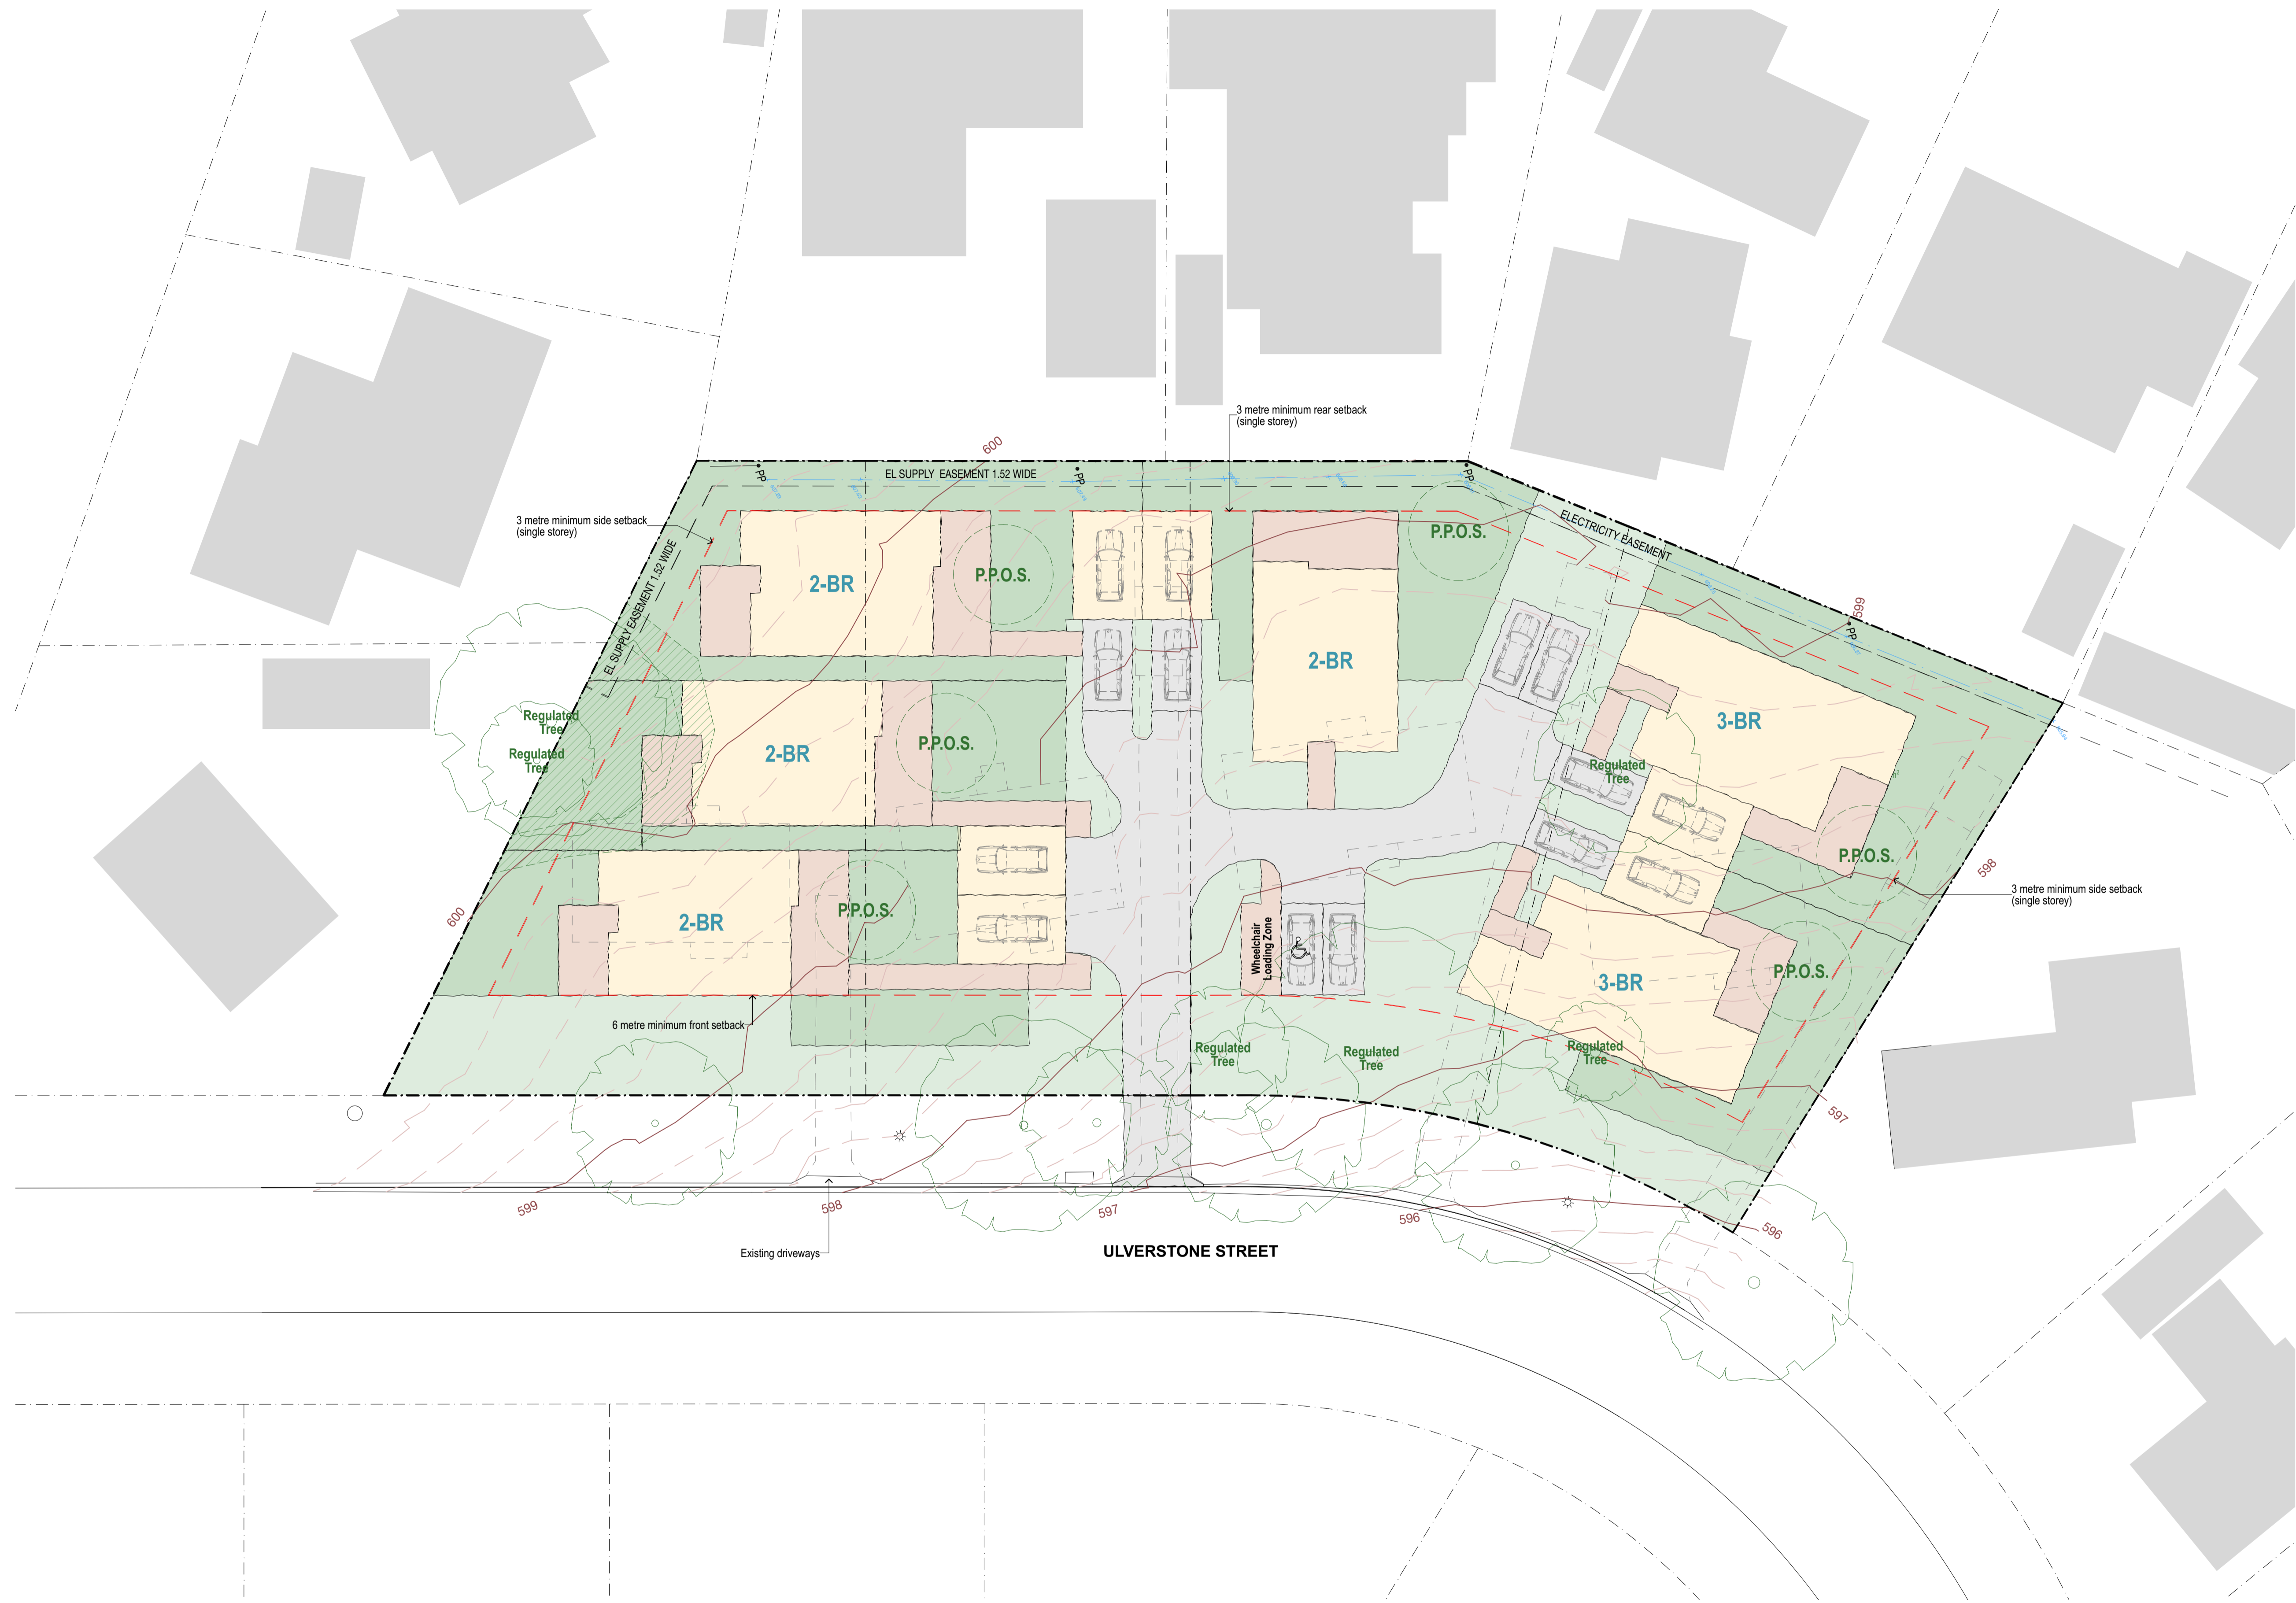 3 metre minimum rear setback
(single storey)
600
PP
EL SUPPLY  EASEMENT 1.52 WIDE
PP
PP
3 metre minimum side setback
(single storey)
ELECTRICITY EASEMENT
P.P.O.S.
EL SUPPLY EASEMENT 1.52 WIDE
2-BR
P.P.O.S.
599
PP
2-BR
Regulated
Tree
3-BR
P.P.O.S.
Regulated
Tree
2-BR
Regulated
Tree
P.P.O.S.
598
3 metre minimum side setback
(single storey)
600
2-BR
P.P.O.S.
Wheelchair
Loading Zone
P.P.O.S.
3-BR
6 metre minimum front setback
Regulated
Tree
Regulated
Tree
Regulated
Tree
597
599
598
597
596
596
Existing driveways
ULVERSTONE STREET